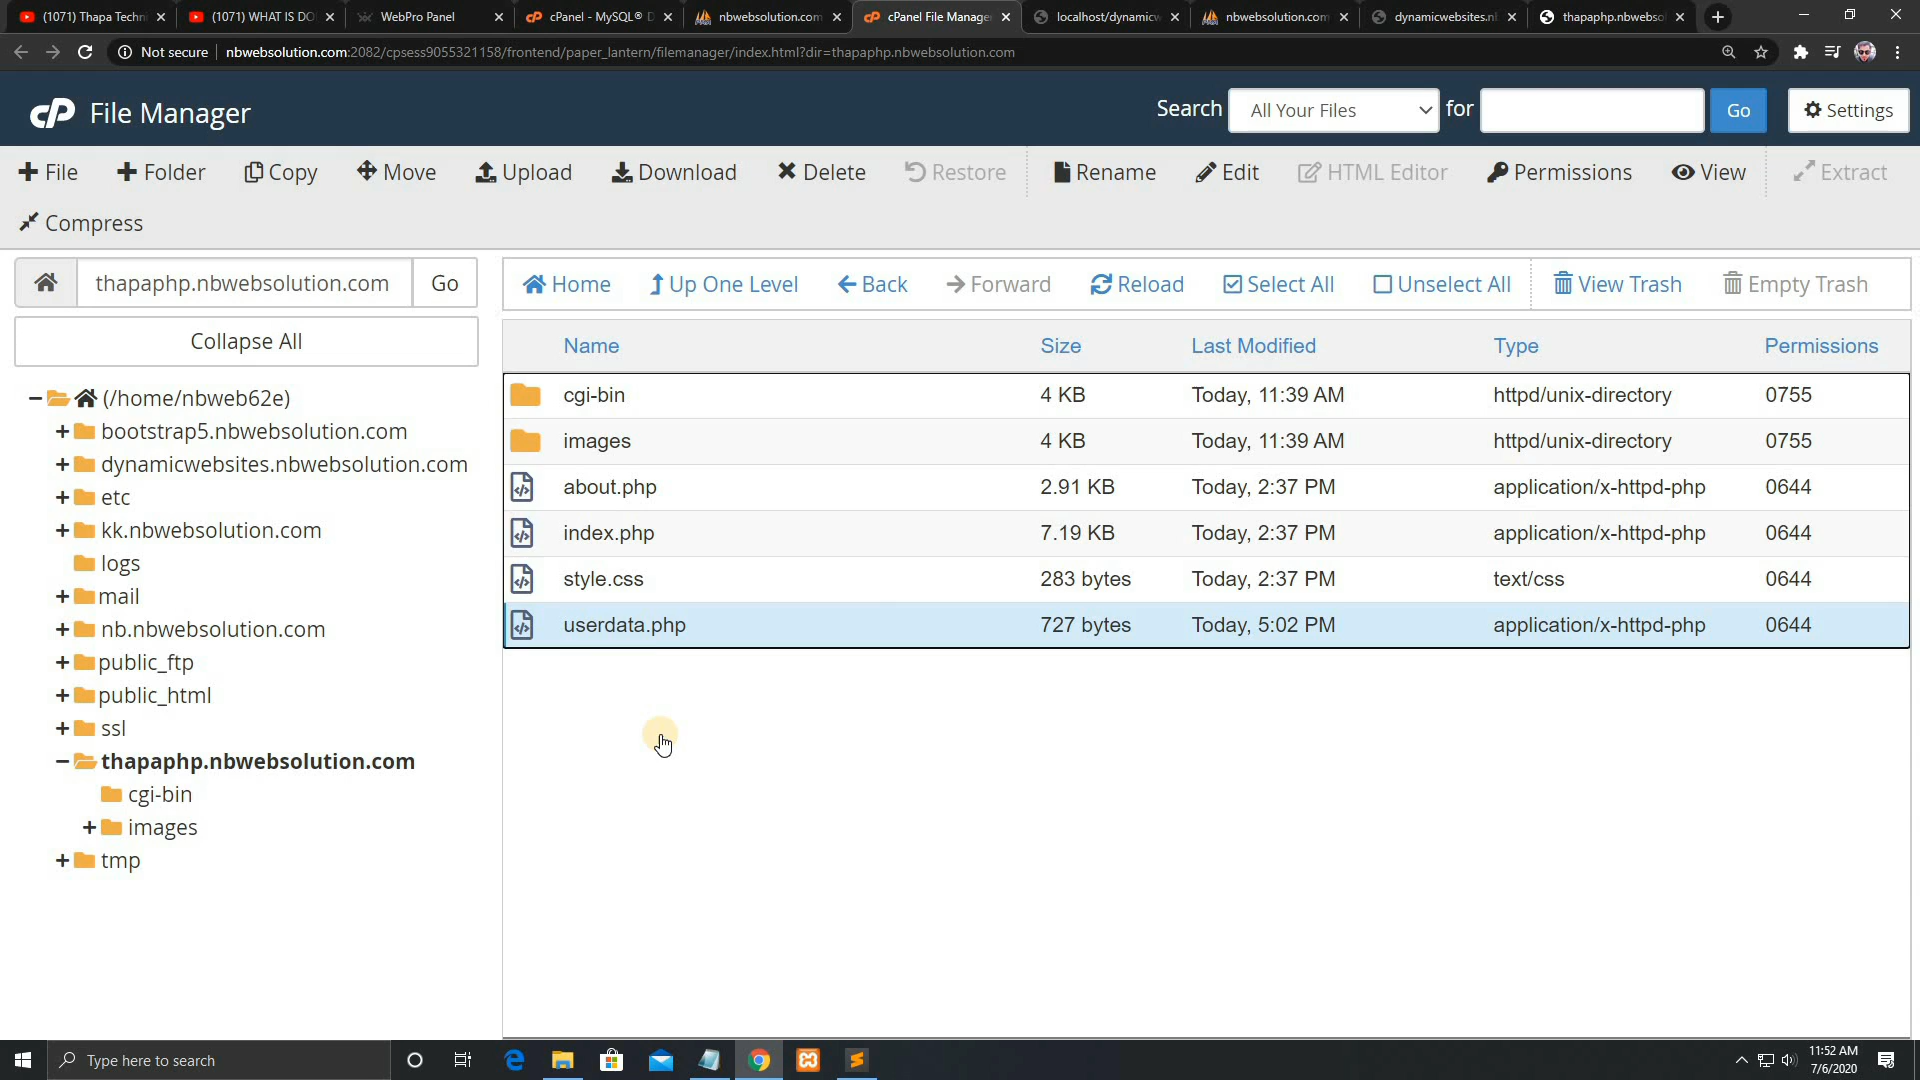 (1071) Thapa Techn
(1071) WHAT IS DO
WebPro Panel
cPanel - MySQL® D
nbwebsolution.com
cPanel File Manage
localhost/dynamicw
nbwebsolution.com
dynamicwebsites.n
thapaphp.nbwebso
Not secure
nbwebsolution.com:2082/cpsess9055321158/frontend/paper_lantern/filemanager/index.html?dir=thapaphp.nbwebsolution.com
cP File Manager
Search All Your Files for Go Settings
File Folder Copy Move Upload Download Delete Restore Rename Edit HTML Editor Permissions View Extract
Compress
thapaphp.nbwebsolution.com Go
Home Up One Level Back Forward Reload Select All Unselect All View Trash Empty Trash
Collapse All
(/home/nbweb62e)
bootstrap5.nbwebsolution.com
dynamicwebsites.nbwebsolution.com
etc
kk.nbwebsolution.com
logs
mail
nb.nbwebsolution.com
public_ftp
public_html
ssl
thapaphp.nbwebsolution.com
cgi-bin
images
tmp
Name Size Last Modified Type Permissions
cgi-bin 4 KB Today, 11:39 AM httpd/unix-directory 0755
images 4 KB Today, 11:39 AM httpd/unix-directory 0755
about.php 2.91 KB Today, 2:37 PM application/x-httpd-php 0644
index.php 7.19 KB Today, 2:37 PM application/x-httpd-php 0644
style.css 283 bytes Today, 2:37 PM text/css 0644
userdata.php 727 bytes Today, 5:02 PM application/x-httpd-php 0644
Type here to search
11:52 AM
7/6/2020